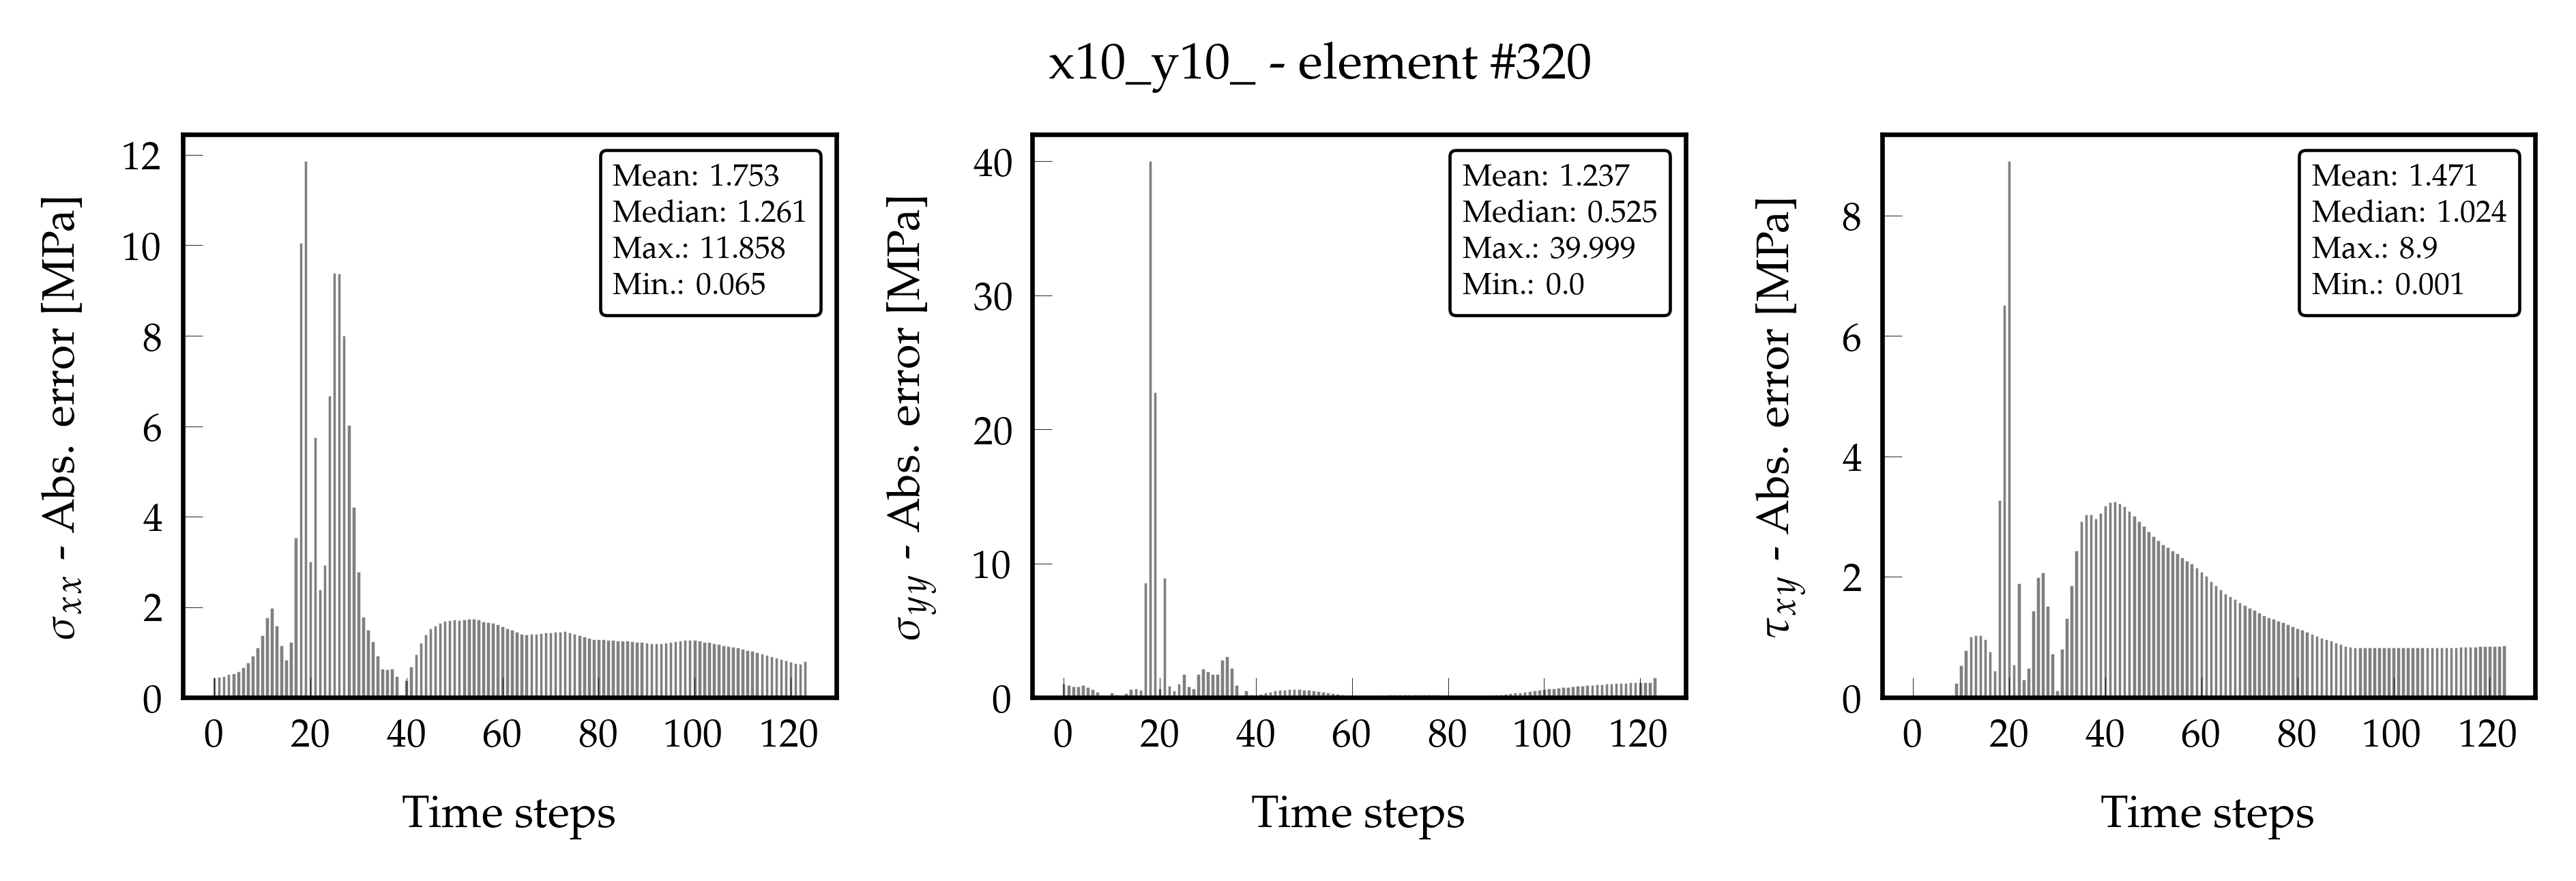 x10_y10_ - element #320
σxx - Abs. error [MPa]
12
10
8
6
4
2
0
Mean: 1.753
Median: 1.261
Max.: 11.858
Min.: 0.065
0 20 40 60 80 100 120
Time steps
σyy - Abs. error [MPa]
40
30
20
10
0
Mean: 1.237
Median: 0.525
Max.: 39.999
Min.: 0.0
0 20 40 60 80 100 120
Time steps
τxy - Abs. error [MPa]
8
6
4
2
0
Mean: 1.471
Median: 1.024
Max.: 8.9
Min.: 0.001
0 20 40 60 80 100 120
Time steps